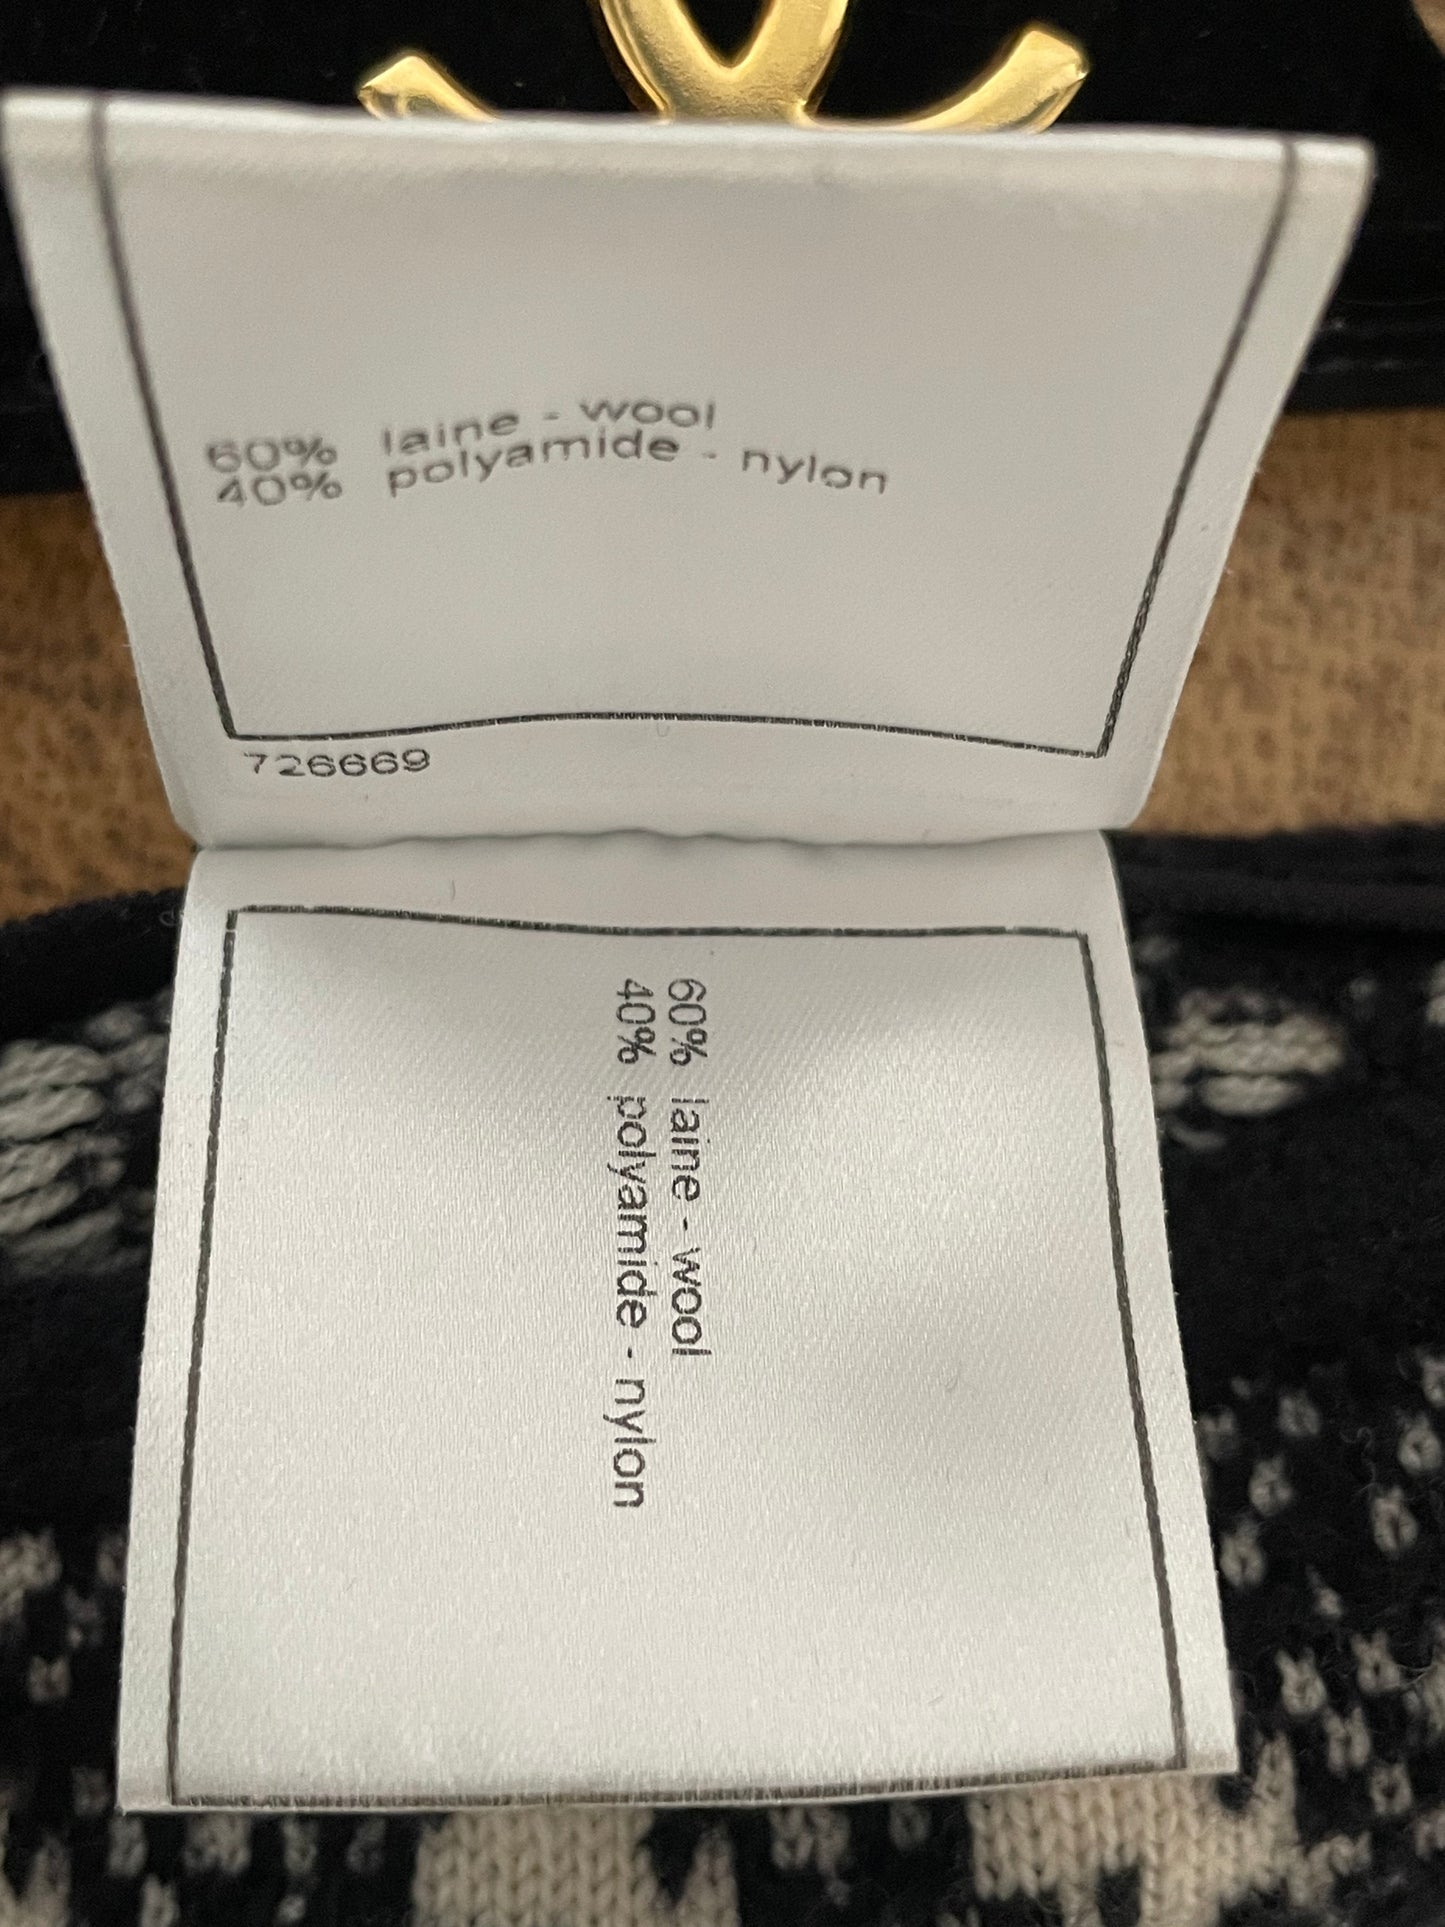 60% laine - wool
40% polyamide - nylon
726669
60% laine - wool
40% polyamide - nylon